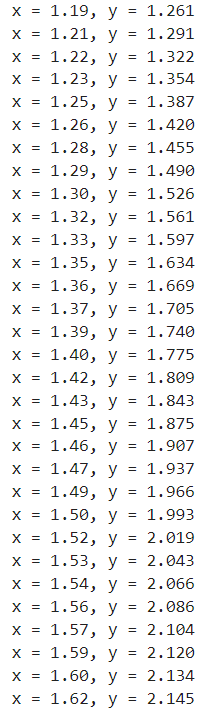 x = 1.19, y = 1.261
x = 1.21, y = 1.291
x = 1.22, y = 1.322
x = 1.23, y = 1.354
x = 1.25, y = 1.387
x = 1.26, y = 1.420
x = 1.28, y = 1.455
x = 1.29, y = 1.490
x = 1.30, y = 1.526
x = 1.32, y = 1.561
x = 1.33, y = 1.597
x = 1.35, y = 1.634
x = 1.36, y = 1.669
x = 1.37, y = 1.705
x = 1.39, y = 1.740
x = 1.40, y = 1.775
x = 1.42, y = 1.809
x = 1.43, y = 1.843
x = 1.45, y = 1.875
x = 1.46, y = 1.907
x = 1.47, y = 1.937
x = 1.49, y = 1.966
x = 1.50, y = 1.993
x = 1.52, y = 2.019
x = 1.53, y = 2.043
x = 1.54, y = 2.066
x = 1.56, y = 2.086
x = 1.57, y = 2.104
x = 1.59, y = 2.120
x = 1.60, y = 2.134
x = 1.62, y = 2.145